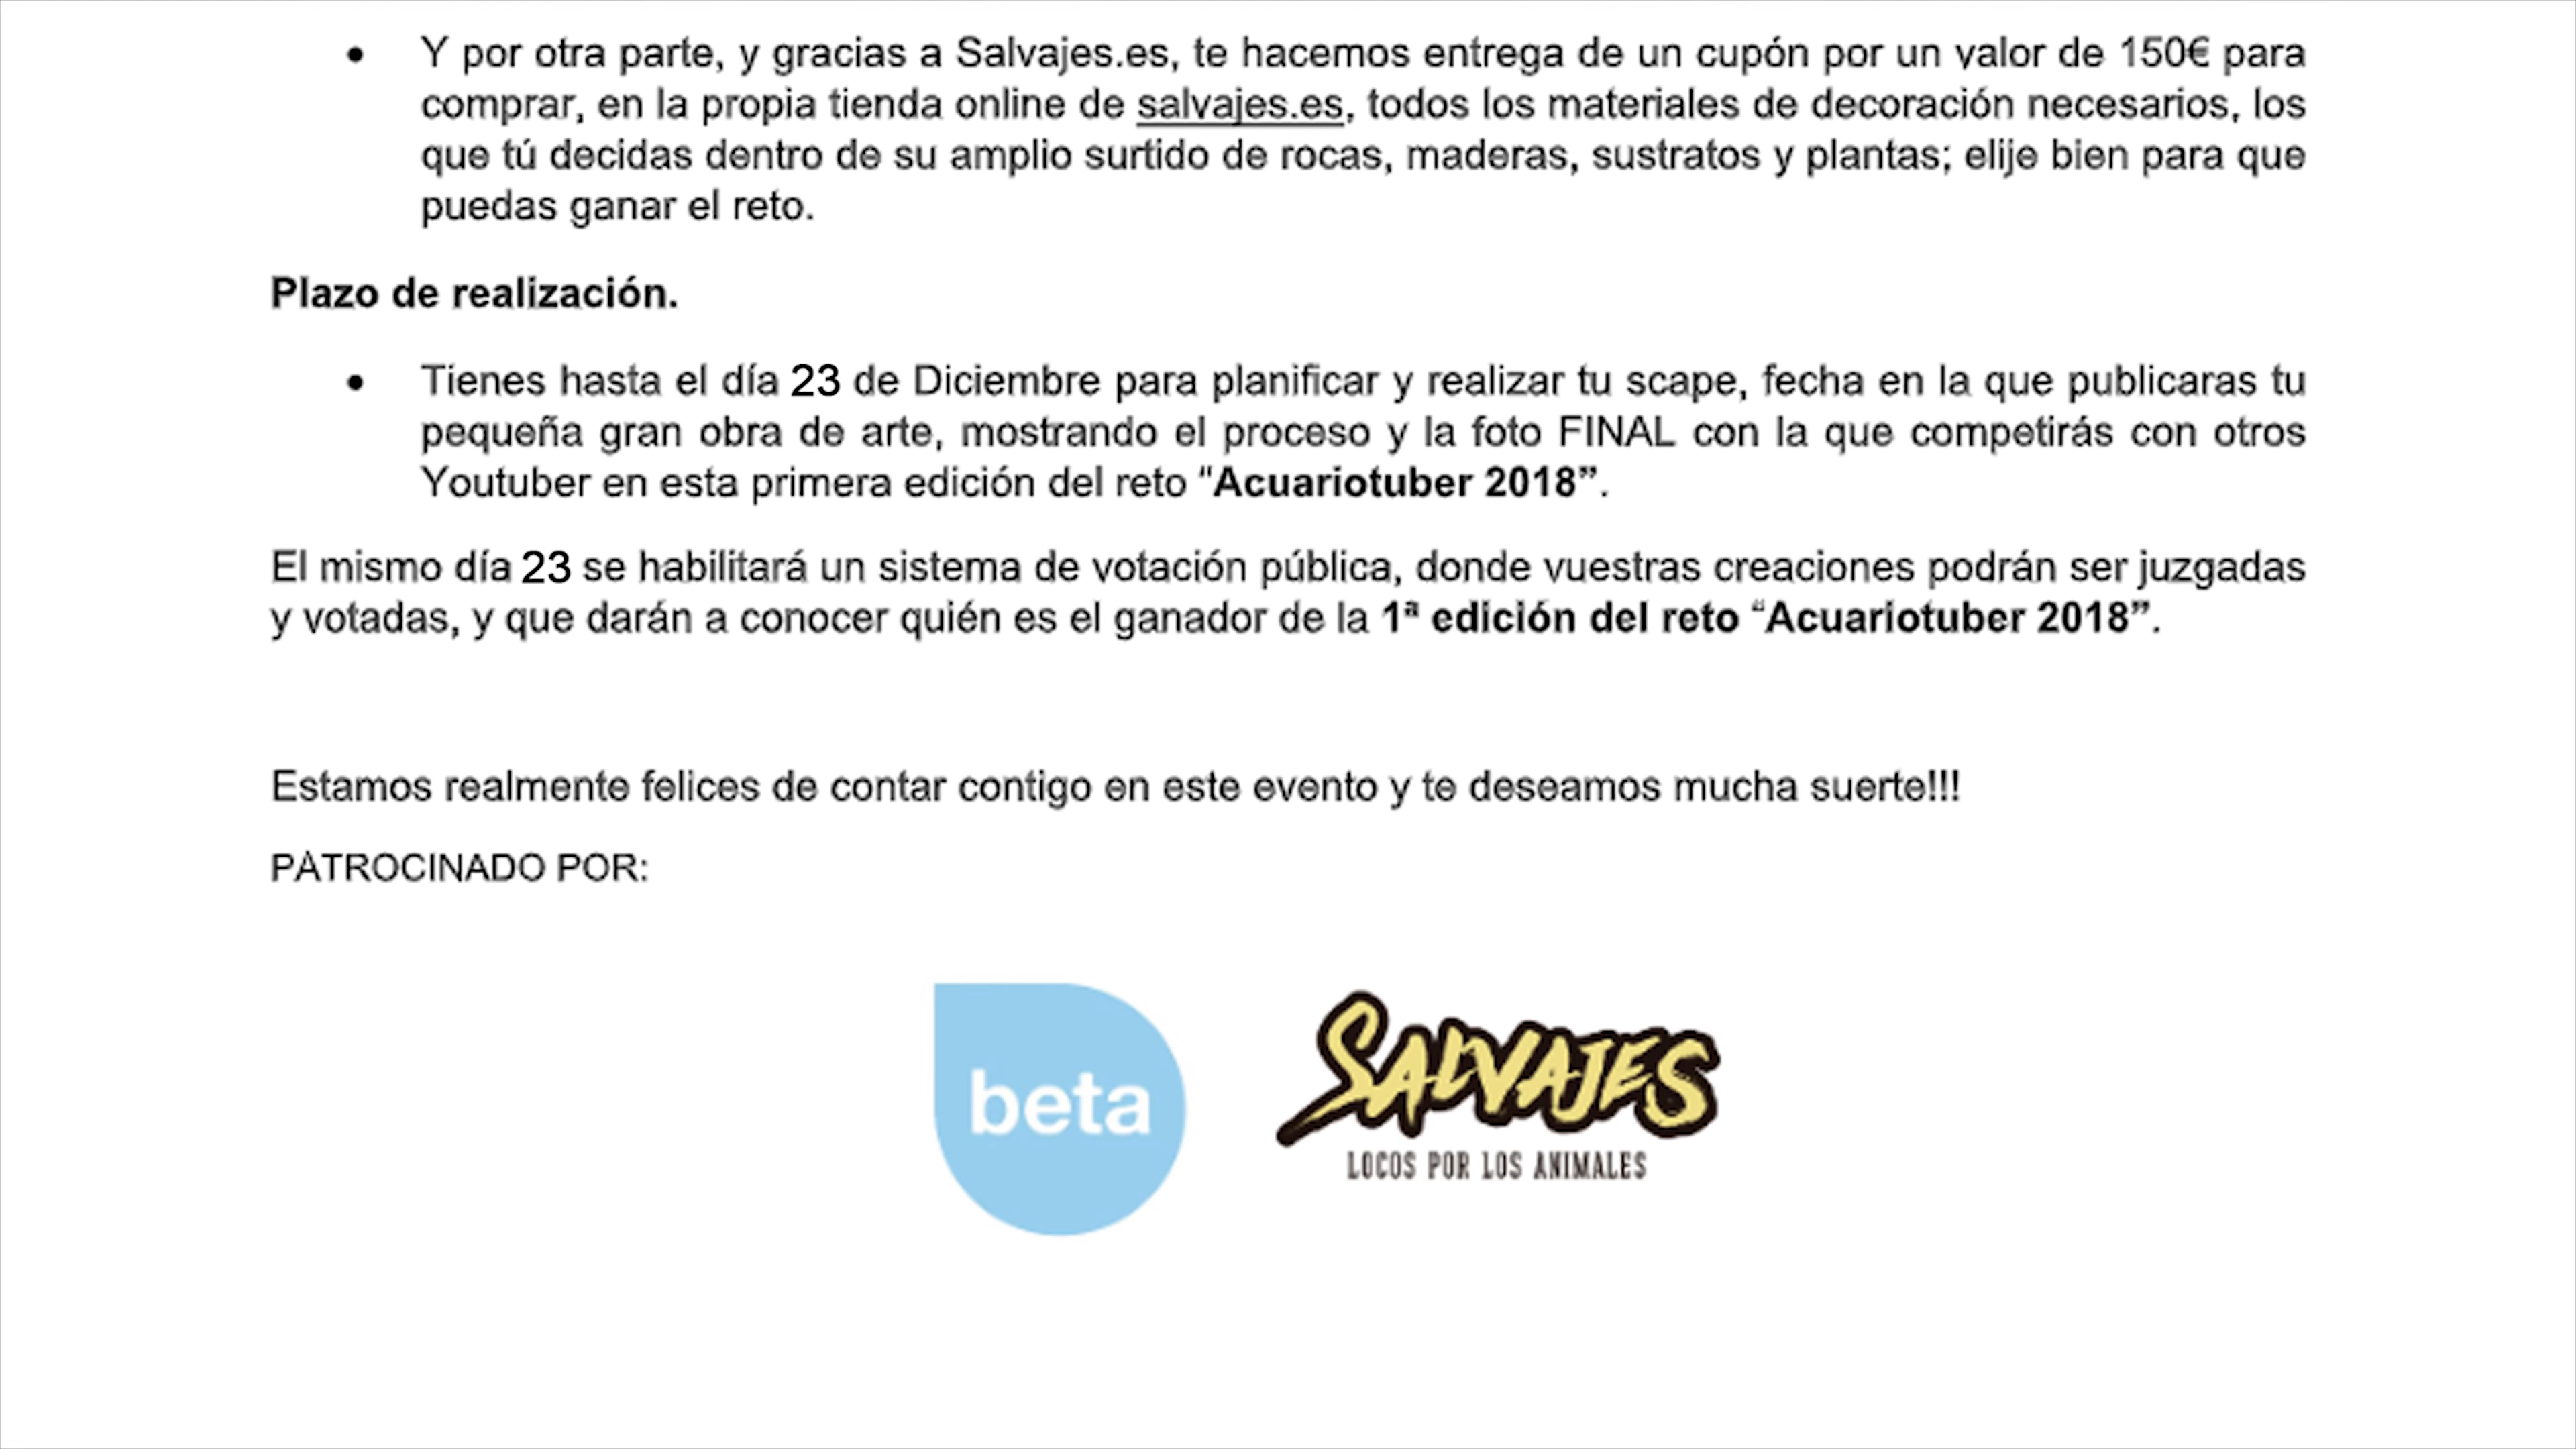 • Y por otra parte, y gracias a Salvajes.es, te hacemos entrega de un cupón por un valor de 150€ para
comprar, en la propia tienda online de salvajes.es, todos los materiales de decoración necesarios, los
que tú decidas dentro de su amplio surtido de rocas, maderas, sustratos y plantas; elije bien para que
puedas ganar el reto.
Plazo de realización.
• Tienes hasta el día 23 de Diciembre para planificar y realizar tu scape, fecha en la que publicaras tu
pequeña gran obra de arte, mostrando el proceso y la foto FINAL con la que competirás con otros
Youtuber en esta primera edición del reto “Acuariotuber 2018”.
El mismo día 23 se habilitará un sistema de votación pública, donde vuestras creaciones podrán ser juzgadas
y votadas, y que darán a conocer quién es el ganador de la 1ª edición del reto “Acuariotuber 2018”.
Estamos realmente felices de contar contigo en este evento y te deseamos mucha suerte!!!
PATROCINADO POR:
beta
SALVAJES
LOCOS POR LOS ANIMALES